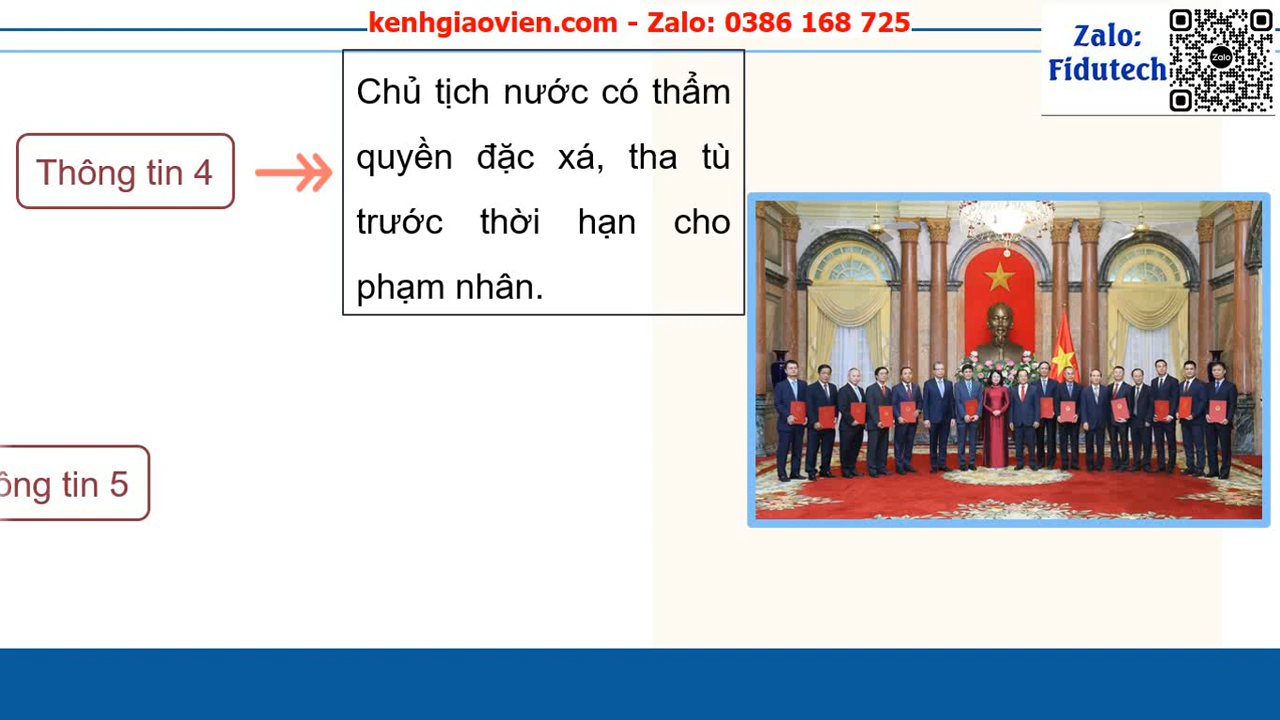 kenhgiaovien.com - Zalo: 0386 168 725
Zalo:
Fidutech
Zalo
Chủ tịch nước có thẩm
quyền đặc xá, tha tù
trước thời hạn cho
phạm nhân.
Thông tin 4
ông tin 5